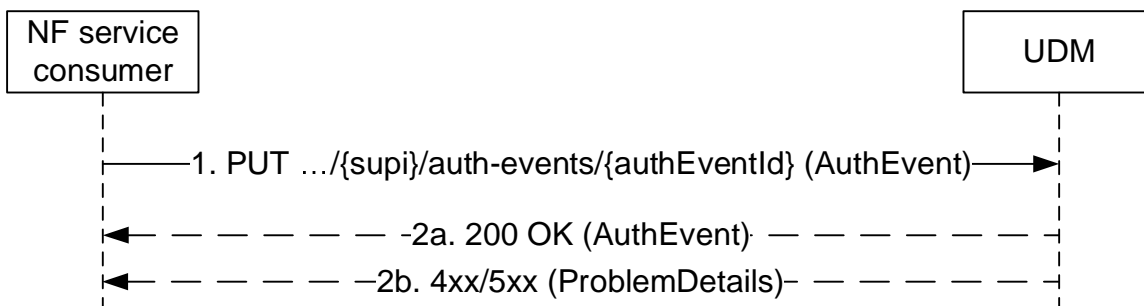 NF service
consumer
UDM
1. PUT …/{supi}/auth-events/{authEventId} (AuthEvent)
2a. 200 OK (AuthEvent)
2b. 4xx/5xx (ProblemDetails)